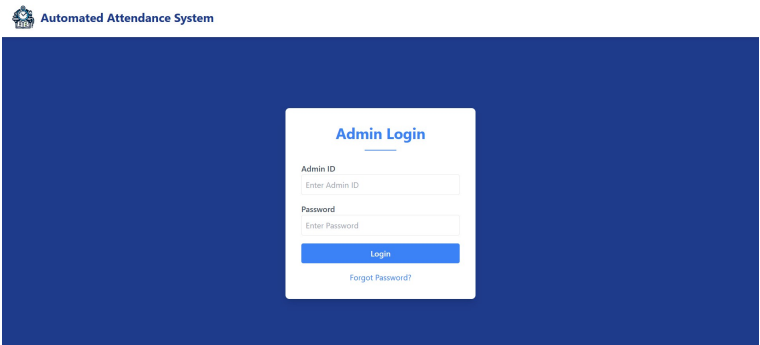 Automated Attendance System
Admin Login
Admin ID
Enter Admin ID
Password
Enter Password
Login
Forgot Password?